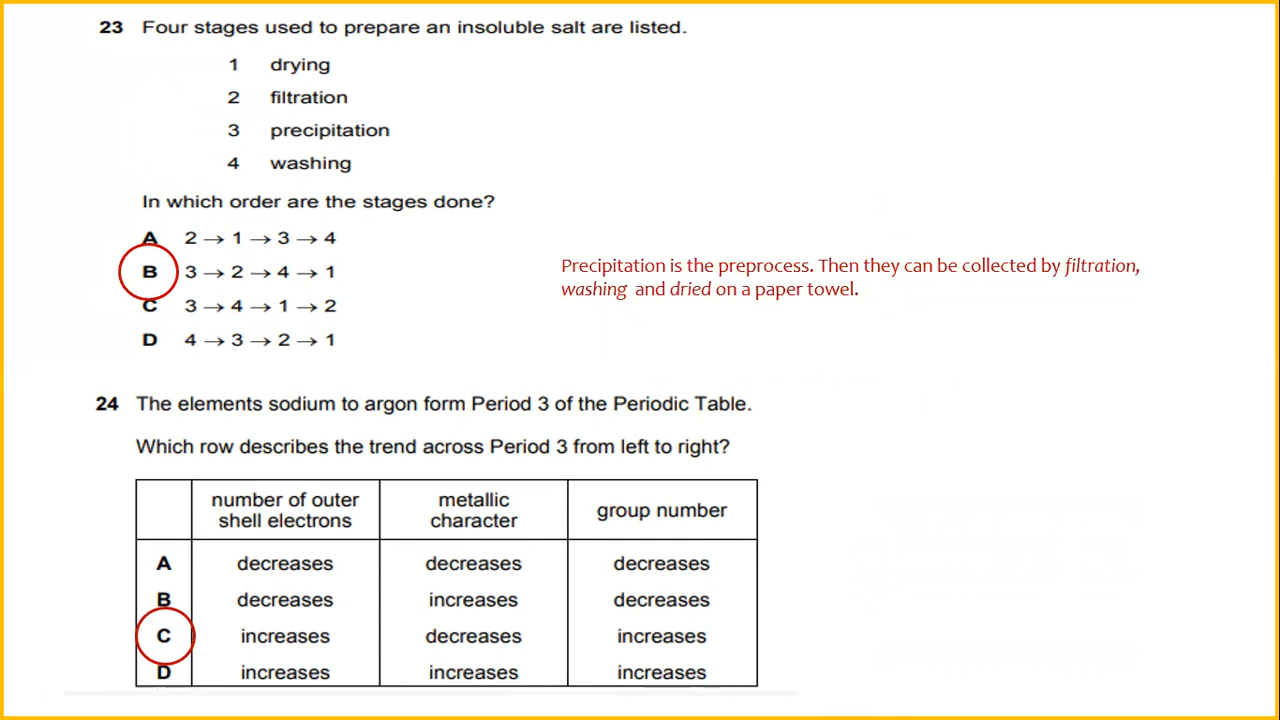 23 Four stages used to prepare an insoluble salt are listed.
1 drying
2 filtration
3 precipitation
4 washing
In which order are the stages done?
A 2 → 1 → 3 → 4
B 3 → 2 → 4 → 1
C 3 → 4 → 1 → 2
D 4 → 3 → 2 → 1
Precipitation is the preprocess. Then they can be collected by filtration,
washing and dried on a paper towel.
24 The elements sodium to argon form Period 3 of the Periodic Table.
Which row describes the trend across Period 3 from left to right?
number of outer shell electrons metallic character group number
A decreases decreases decreases
B decreases increases decreases
C increases decreases increases
D increases increases increases